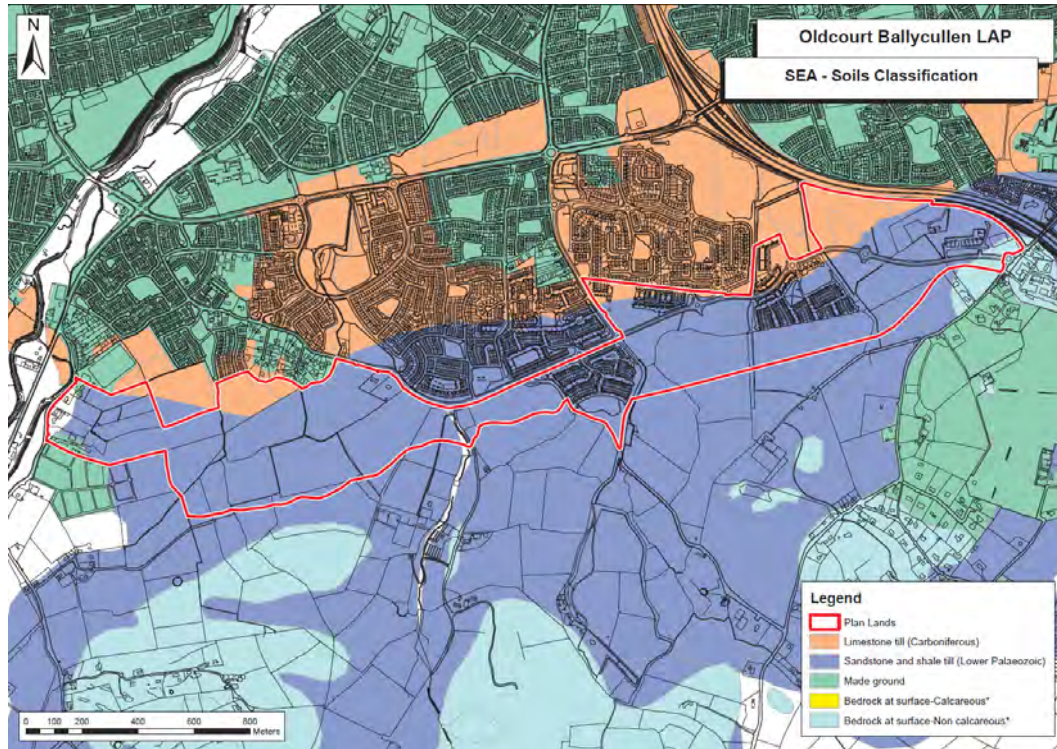 N
Oldcourt Ballycullen LAP
SEA - Soils Classification
Legend
Plan Lands
Limestone till (Carboniferous)
Sandstone and shale till (Lower Palaeozoic)
Made ground
Bedrock at surface-Calcareous*
Bedrock at surface-Non calcareous*
0 100 200 400 600 800
Meters